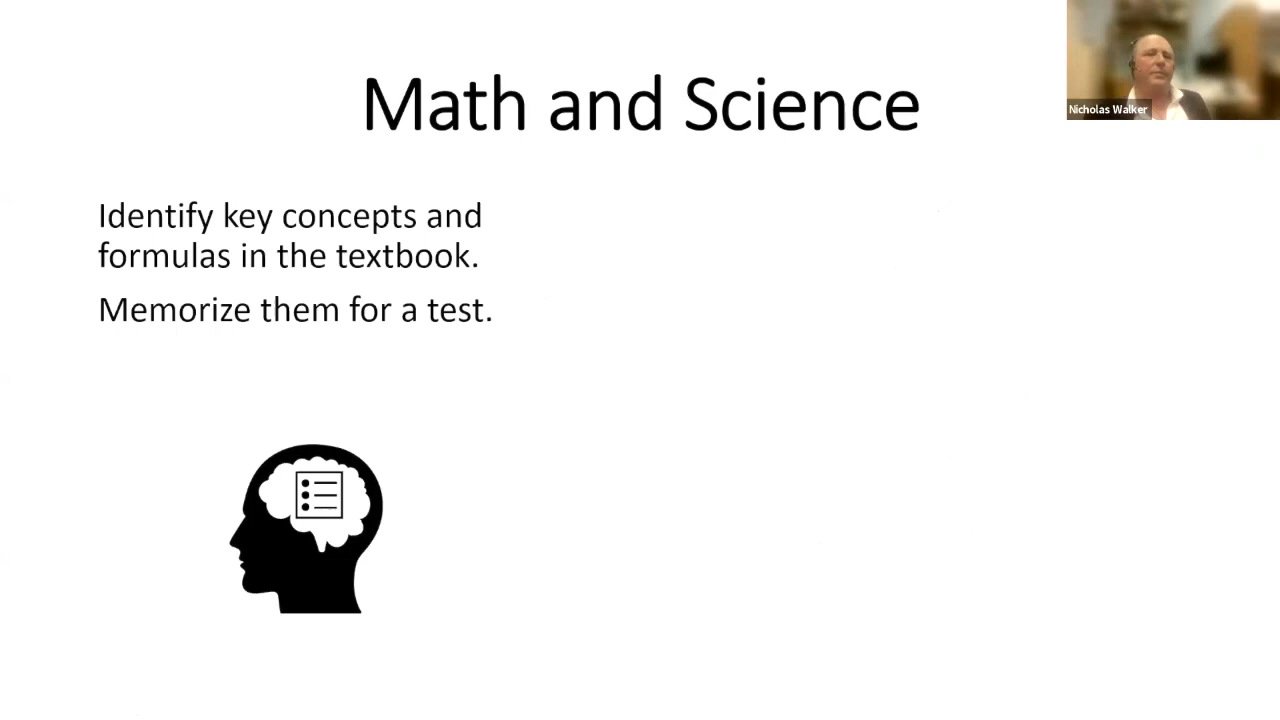 Math and Science
Nicholas Walker
Identify key concepts and
formulas in the textbook.
Memorize them for a test.